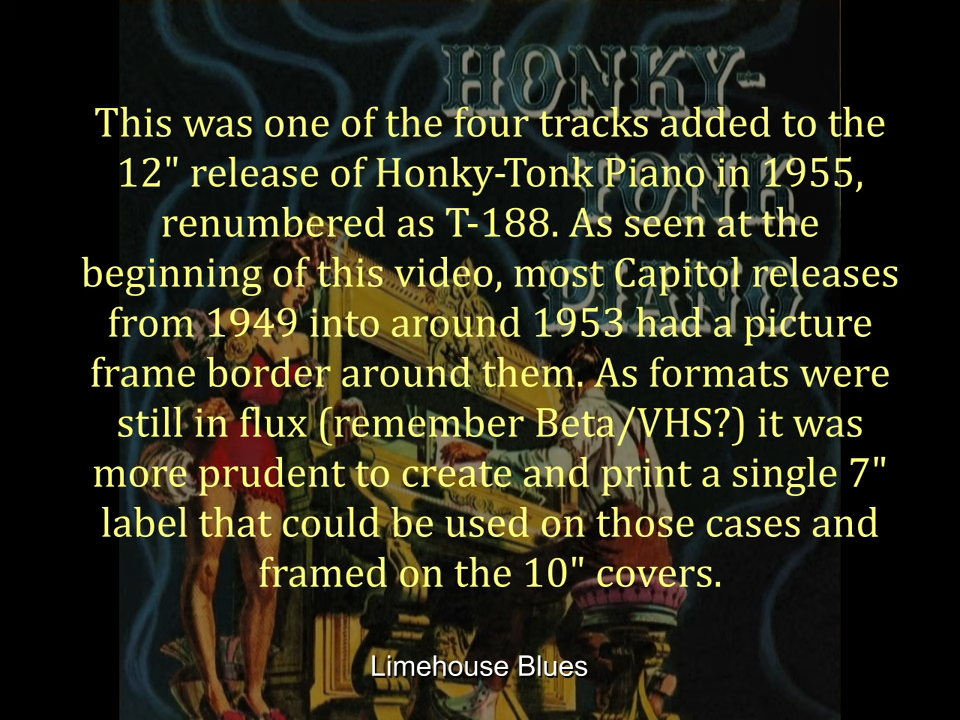 HONKY-
TONK
PIANO
This was one of the four tracks added to the
12" release of Honky-Tonk Piano in 1955,
renumbered as T-188. As seen at the
beginning of this video, most Capitol releases
from 1949 into around 1953 had a picture
frame border around them. As formats were
still in flux (remember Beta/VHS?) it was
more prudent to create and print a single 7"
label that could be used on those cases and
framed on the 10" covers.
Limehouse Blues